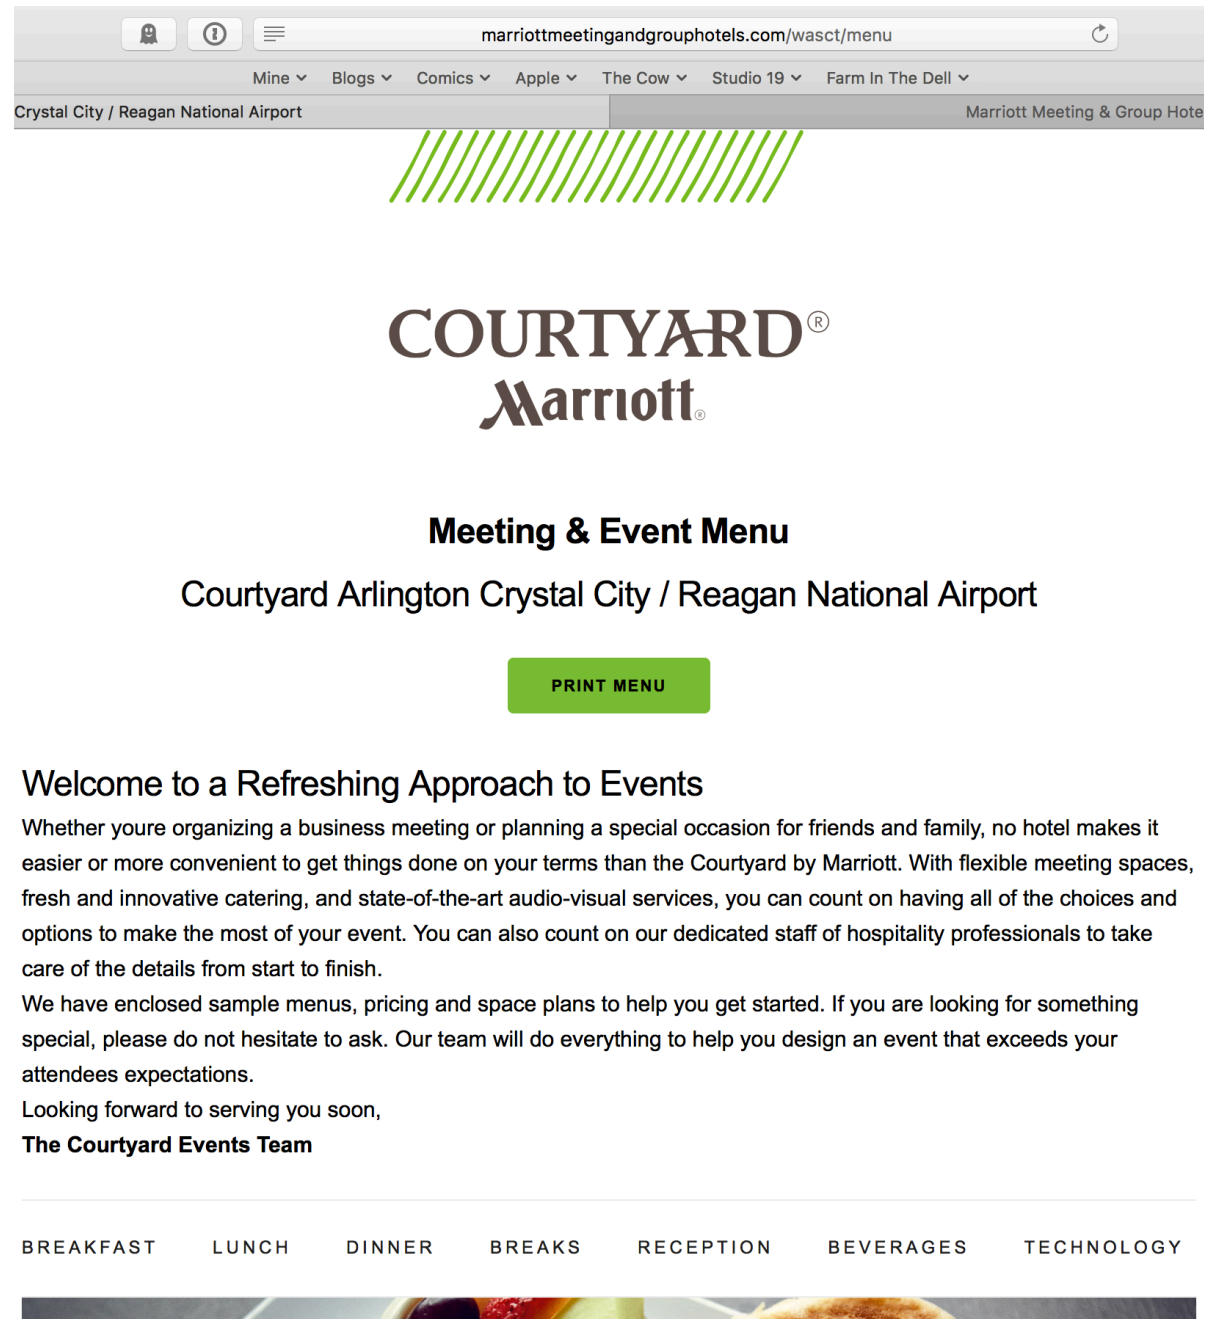 marriottmeetingandgrouphotels.com/wasct/menu
Mine Blogs Comics Apple The Cow Studio 19 Farm In The Dell
Crystal City / Reagan National Airport
Marriott Meeting & Group Hote
COURTYARD®
Marriott®
Meeting & Event Menu
Courtyard Arlington Crystal City / Reagan National Airport
PRINT MENU
Welcome to a Refreshing Approach to Events
Whether youre organizing a business meeting or planning a special occasion for friends and family, no hotel makes it
easier or more convenient to get things done on your terms than the Courtyard by Marriott. With flexible meeting spaces,
fresh and innovative catering, and state-of-the-art audio-visual services, you can count on having all of the choices and
options to make the most of your event. You can also count on our dedicated staff of hospitality professionals to take
care of the details from start to finish.
We have enclosed sample menus, pricing and space plans to help you get started. If you are looking for something
special, please do not hesitate to ask. Our team will do everything to help you design an event that exceeds your
attendees expectations.
Looking forward to serving you soon,
The Courtyard Events Team
BREAKFAST LUNCH DINNER BREAKS RECEPTION BEVERAGES TECHNOLOGY